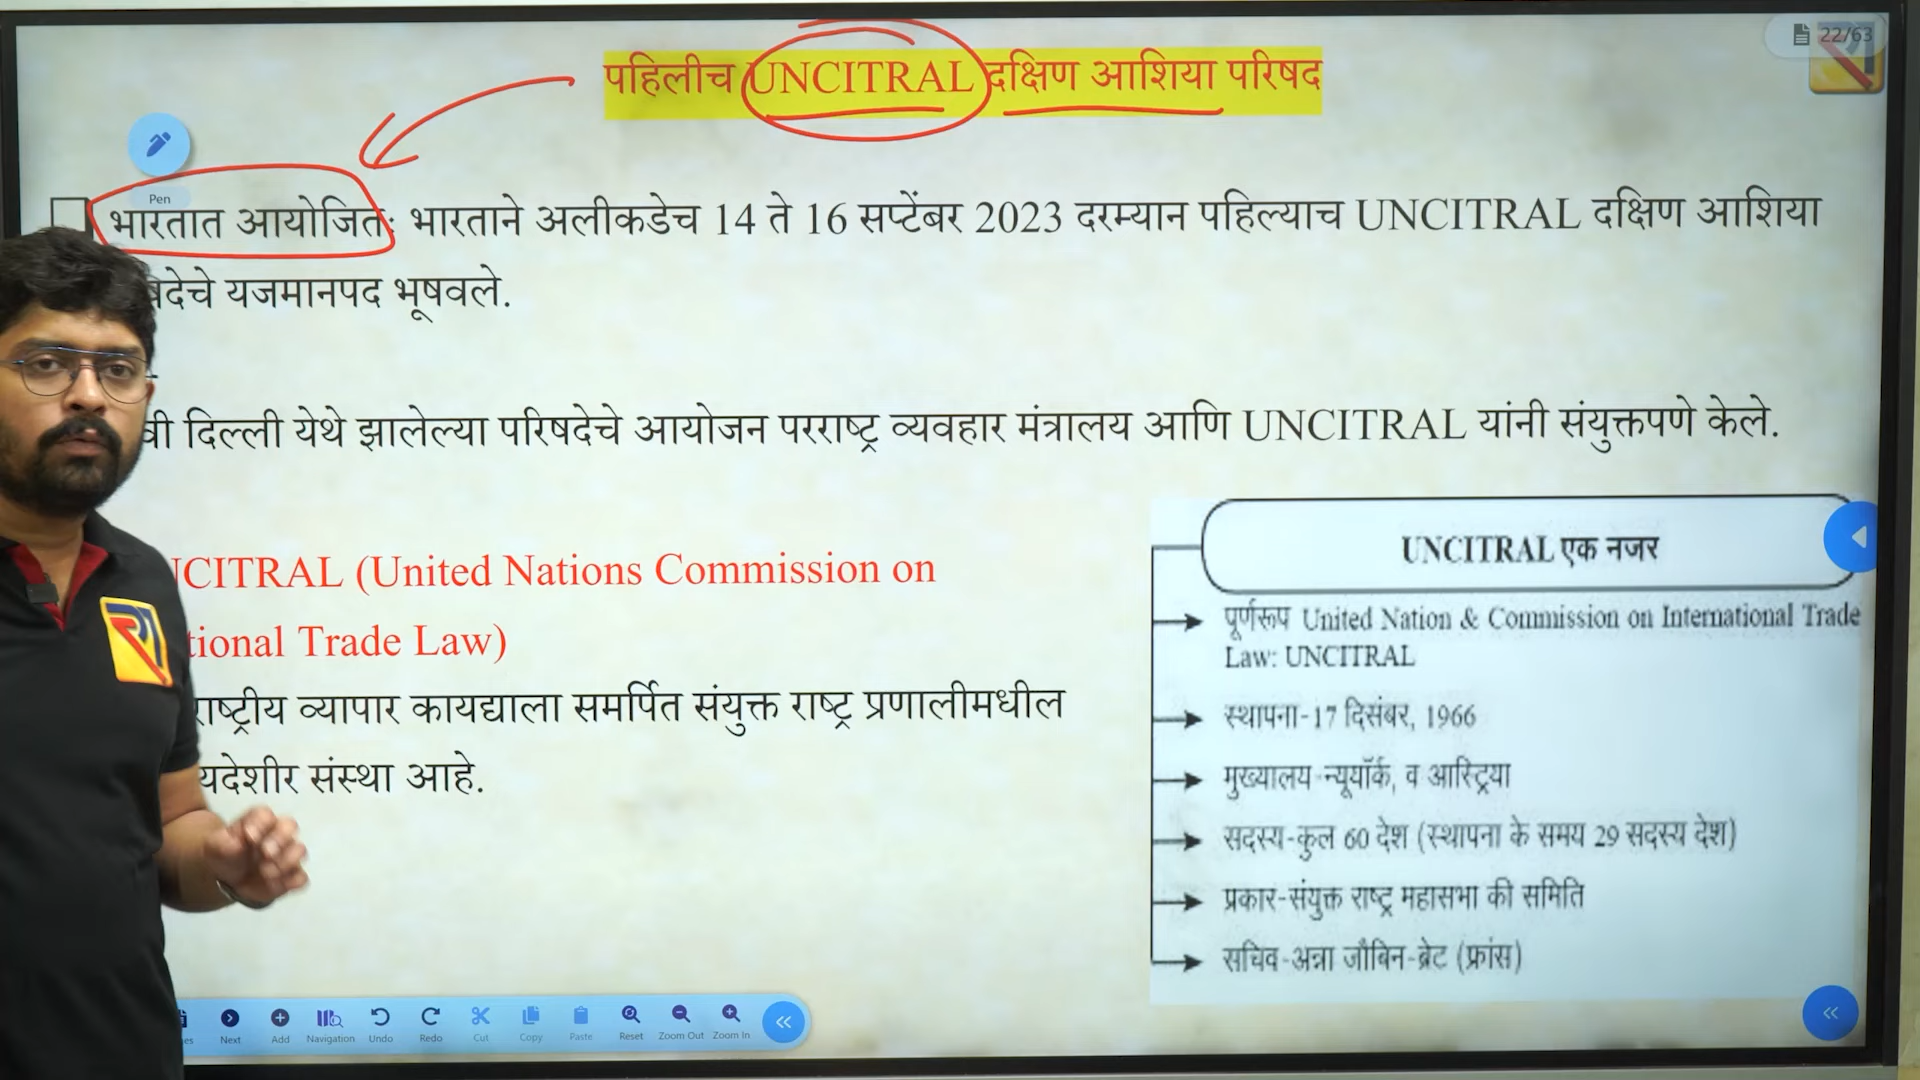 22/63
पहिलीच UNCITRAL दक्षिण आशिया परिषद
Pen
भारतात आयोजित: भारताने अलीकडेच 14 ते 16 सप्टेंबर 2023 दरम्यान पहिल्याच UNCITRAL दक्षिण आशिया
यजमानपद भूषवले.
दिल्ली येथे झालेल्या परिषदेचे आयोजन परराष्ट्र व्यवहार मंत्रालय आणि UNCITRAL यांनी संयुक्तपणे केले.
(United Nations Commission on
Trade Law)
व्यापार कायद्याला समर्पित संयुक्त राष्ट्र प्रणालीमधील
संस्था आहे.
UNCITRAL एक नजर
पूर्णरूप United Nation & Commission on International Trade
Law: UNCITRAL
स्थापना-17 दिसंबर, 1966
मुख्यालय-न्यूयॉर्क, व आस्ट्रिया
सदस्य-कुल 60 देश (स्थापना के समय 29 सदस्य देश)
प्रकार-संयुक्त राष्ट्र महासभा की समिति
सचिव-अन्ना जौबिन-ब्रेट (फ्रांस)
Next Add Navigation Undo Redo Cut Copy Paste Reset Zoom Out Zoom In